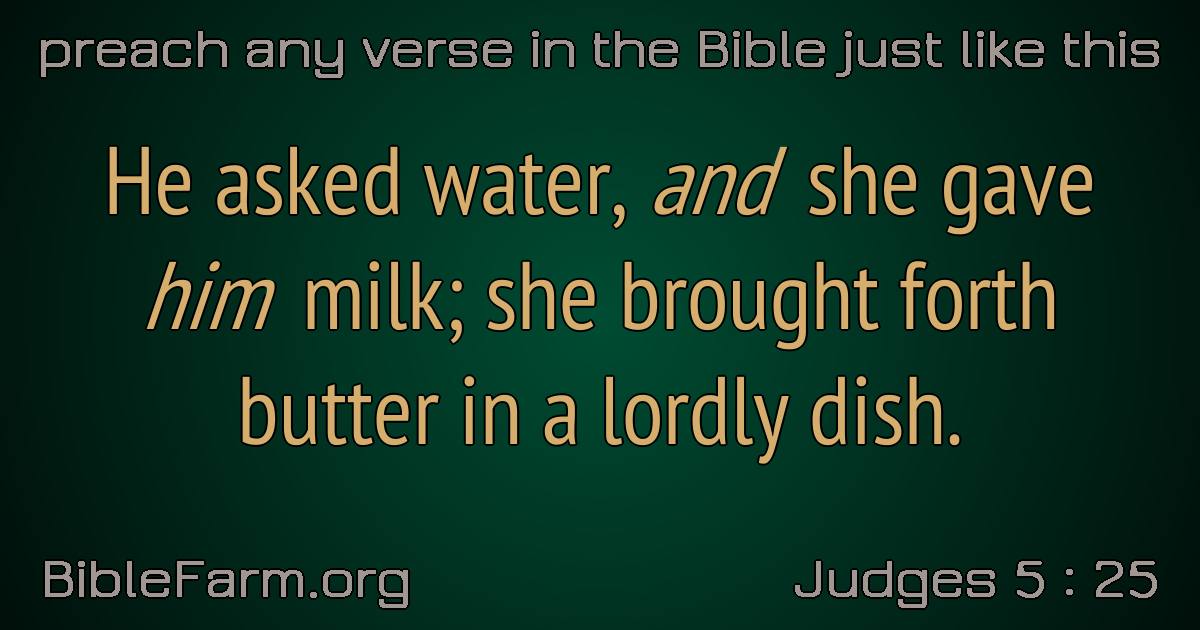 preach any verse in the Bible just like this
He asked water, and she gave
him milk; she brought forth
butter in a lordly dish.
BibleFarm.org
Judges 5 : 25